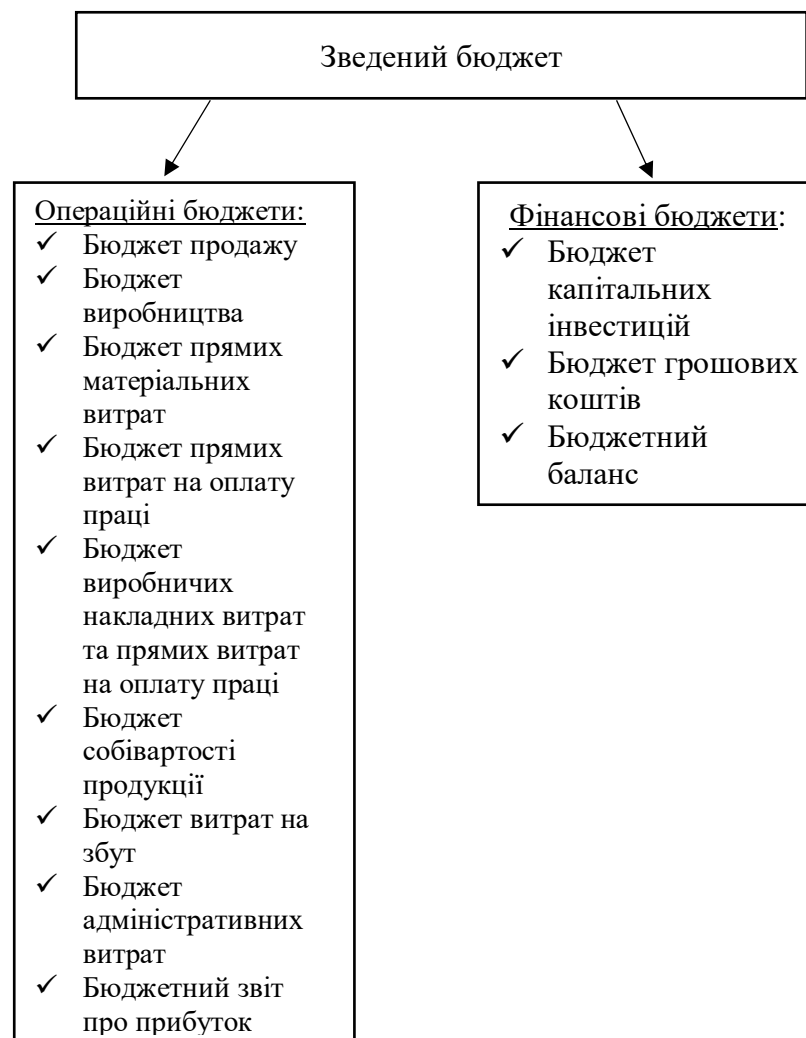 Зведений бюджет
Операційні бюджети:
✓ Бюджет продажу
✓ Бюджет
виробництва
✓ Бюджет прямих
матеріальних
витрат
✓ Бюджет прямих
витрат на оплату
праці
✓ Бюджет
виробничих
накладних витрат
та прямих витрат
на оплату праці
✓ Бюджет
собівартості
продукції
✓ Бюджет витрат на
збут
✓ Бюджет
адміністративних
витрат
✓ Бюджетний звіт
про прибуток
Фінансові бюджети:
✓ Бюджет
капітальних
інвестицій
✓ Бюджет грошових
коштів
✓ Бюджетний
баланс